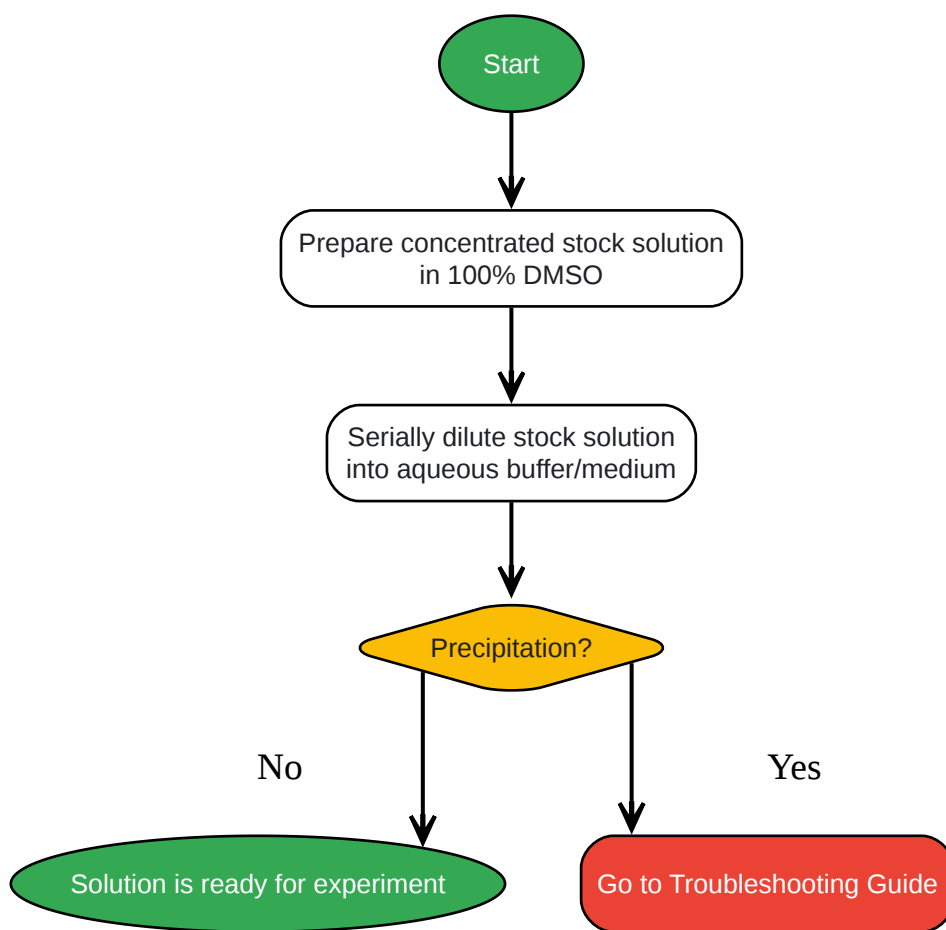 Start
Prepare concentrated stock solution
in 100% DMSO
Serially dilute stock solution
into aqueous buffer/medium
Precipitation?
No
Yes
Solution is ready for experiment
Go to Troubleshooting Guide